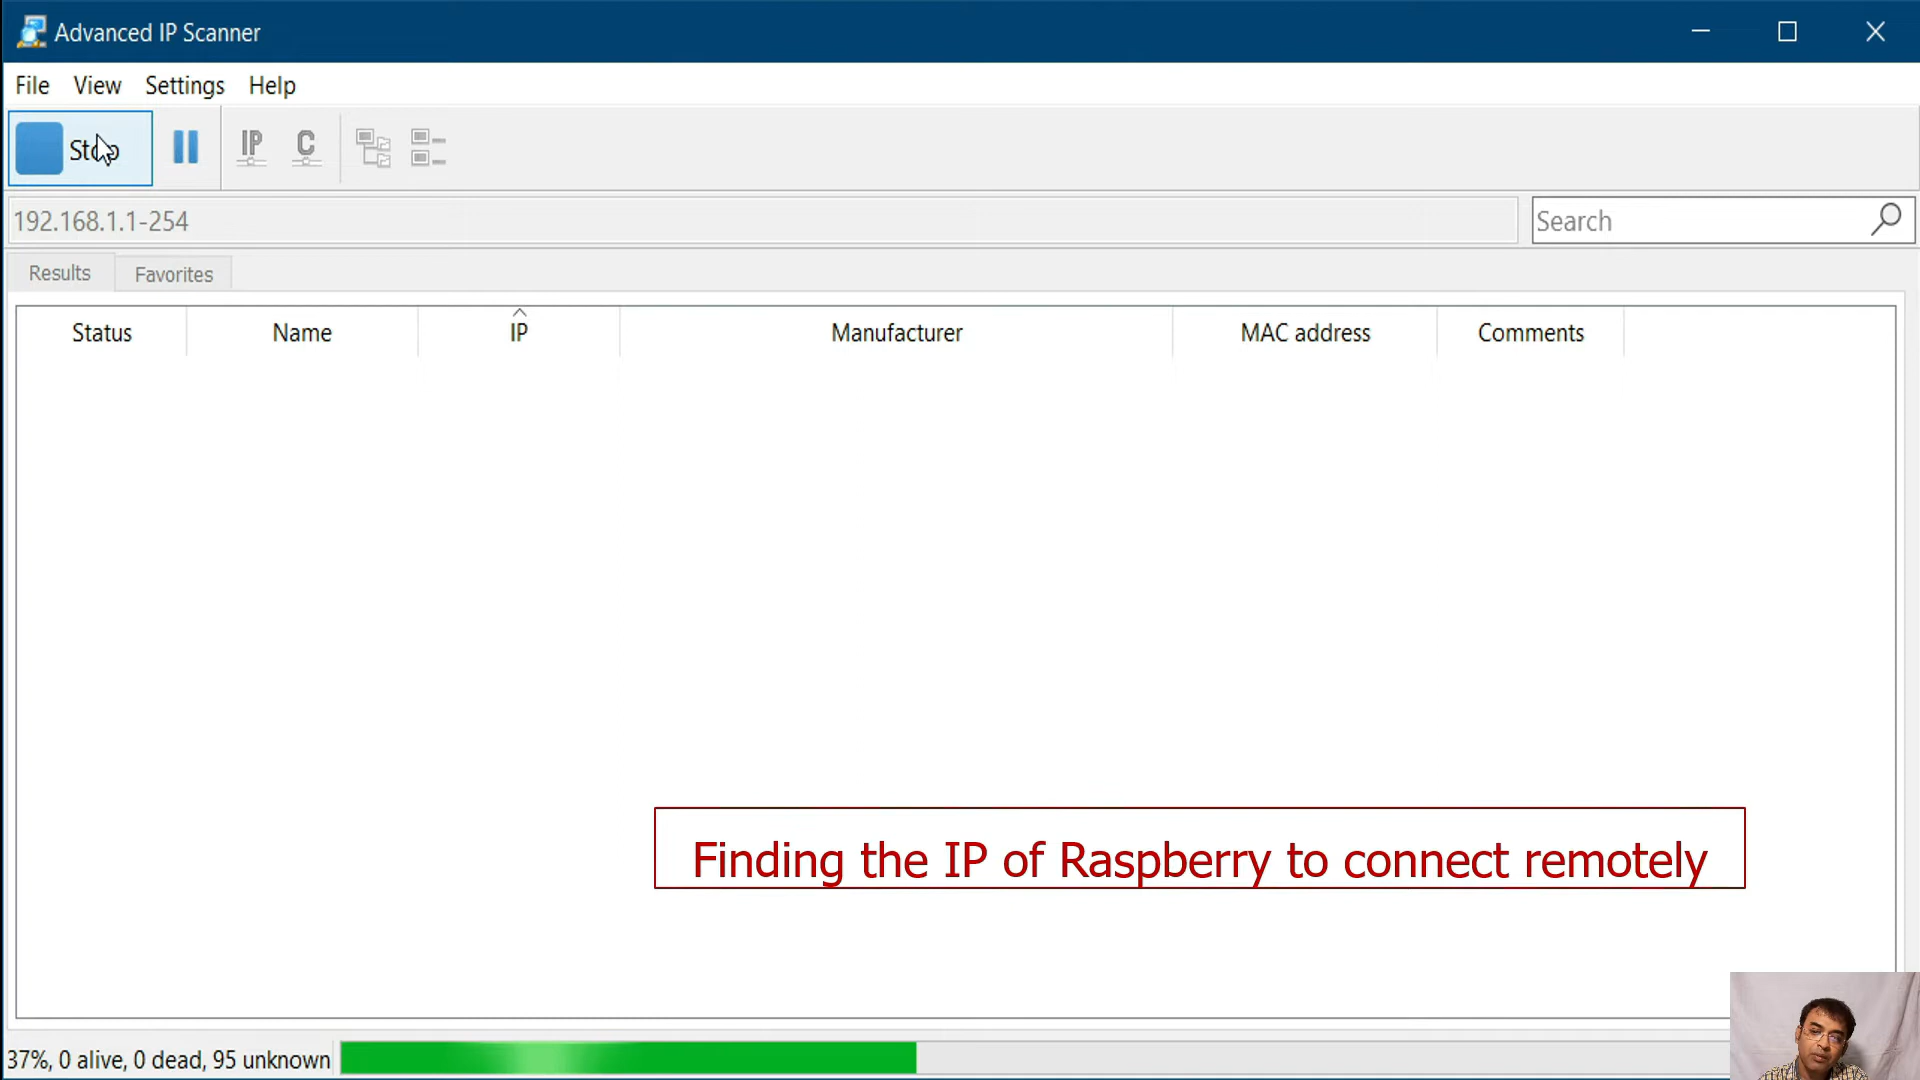 Advanced IP Scanner
File View Settings Help
Stop
IP C
192.168.1.1-254
Search
Results Favorites
Status Name IP Manufacturer MAC address Comments
Finding the IP of Raspberry to connect remotely
37%, 0 alive, 0 dead, 95 unknown